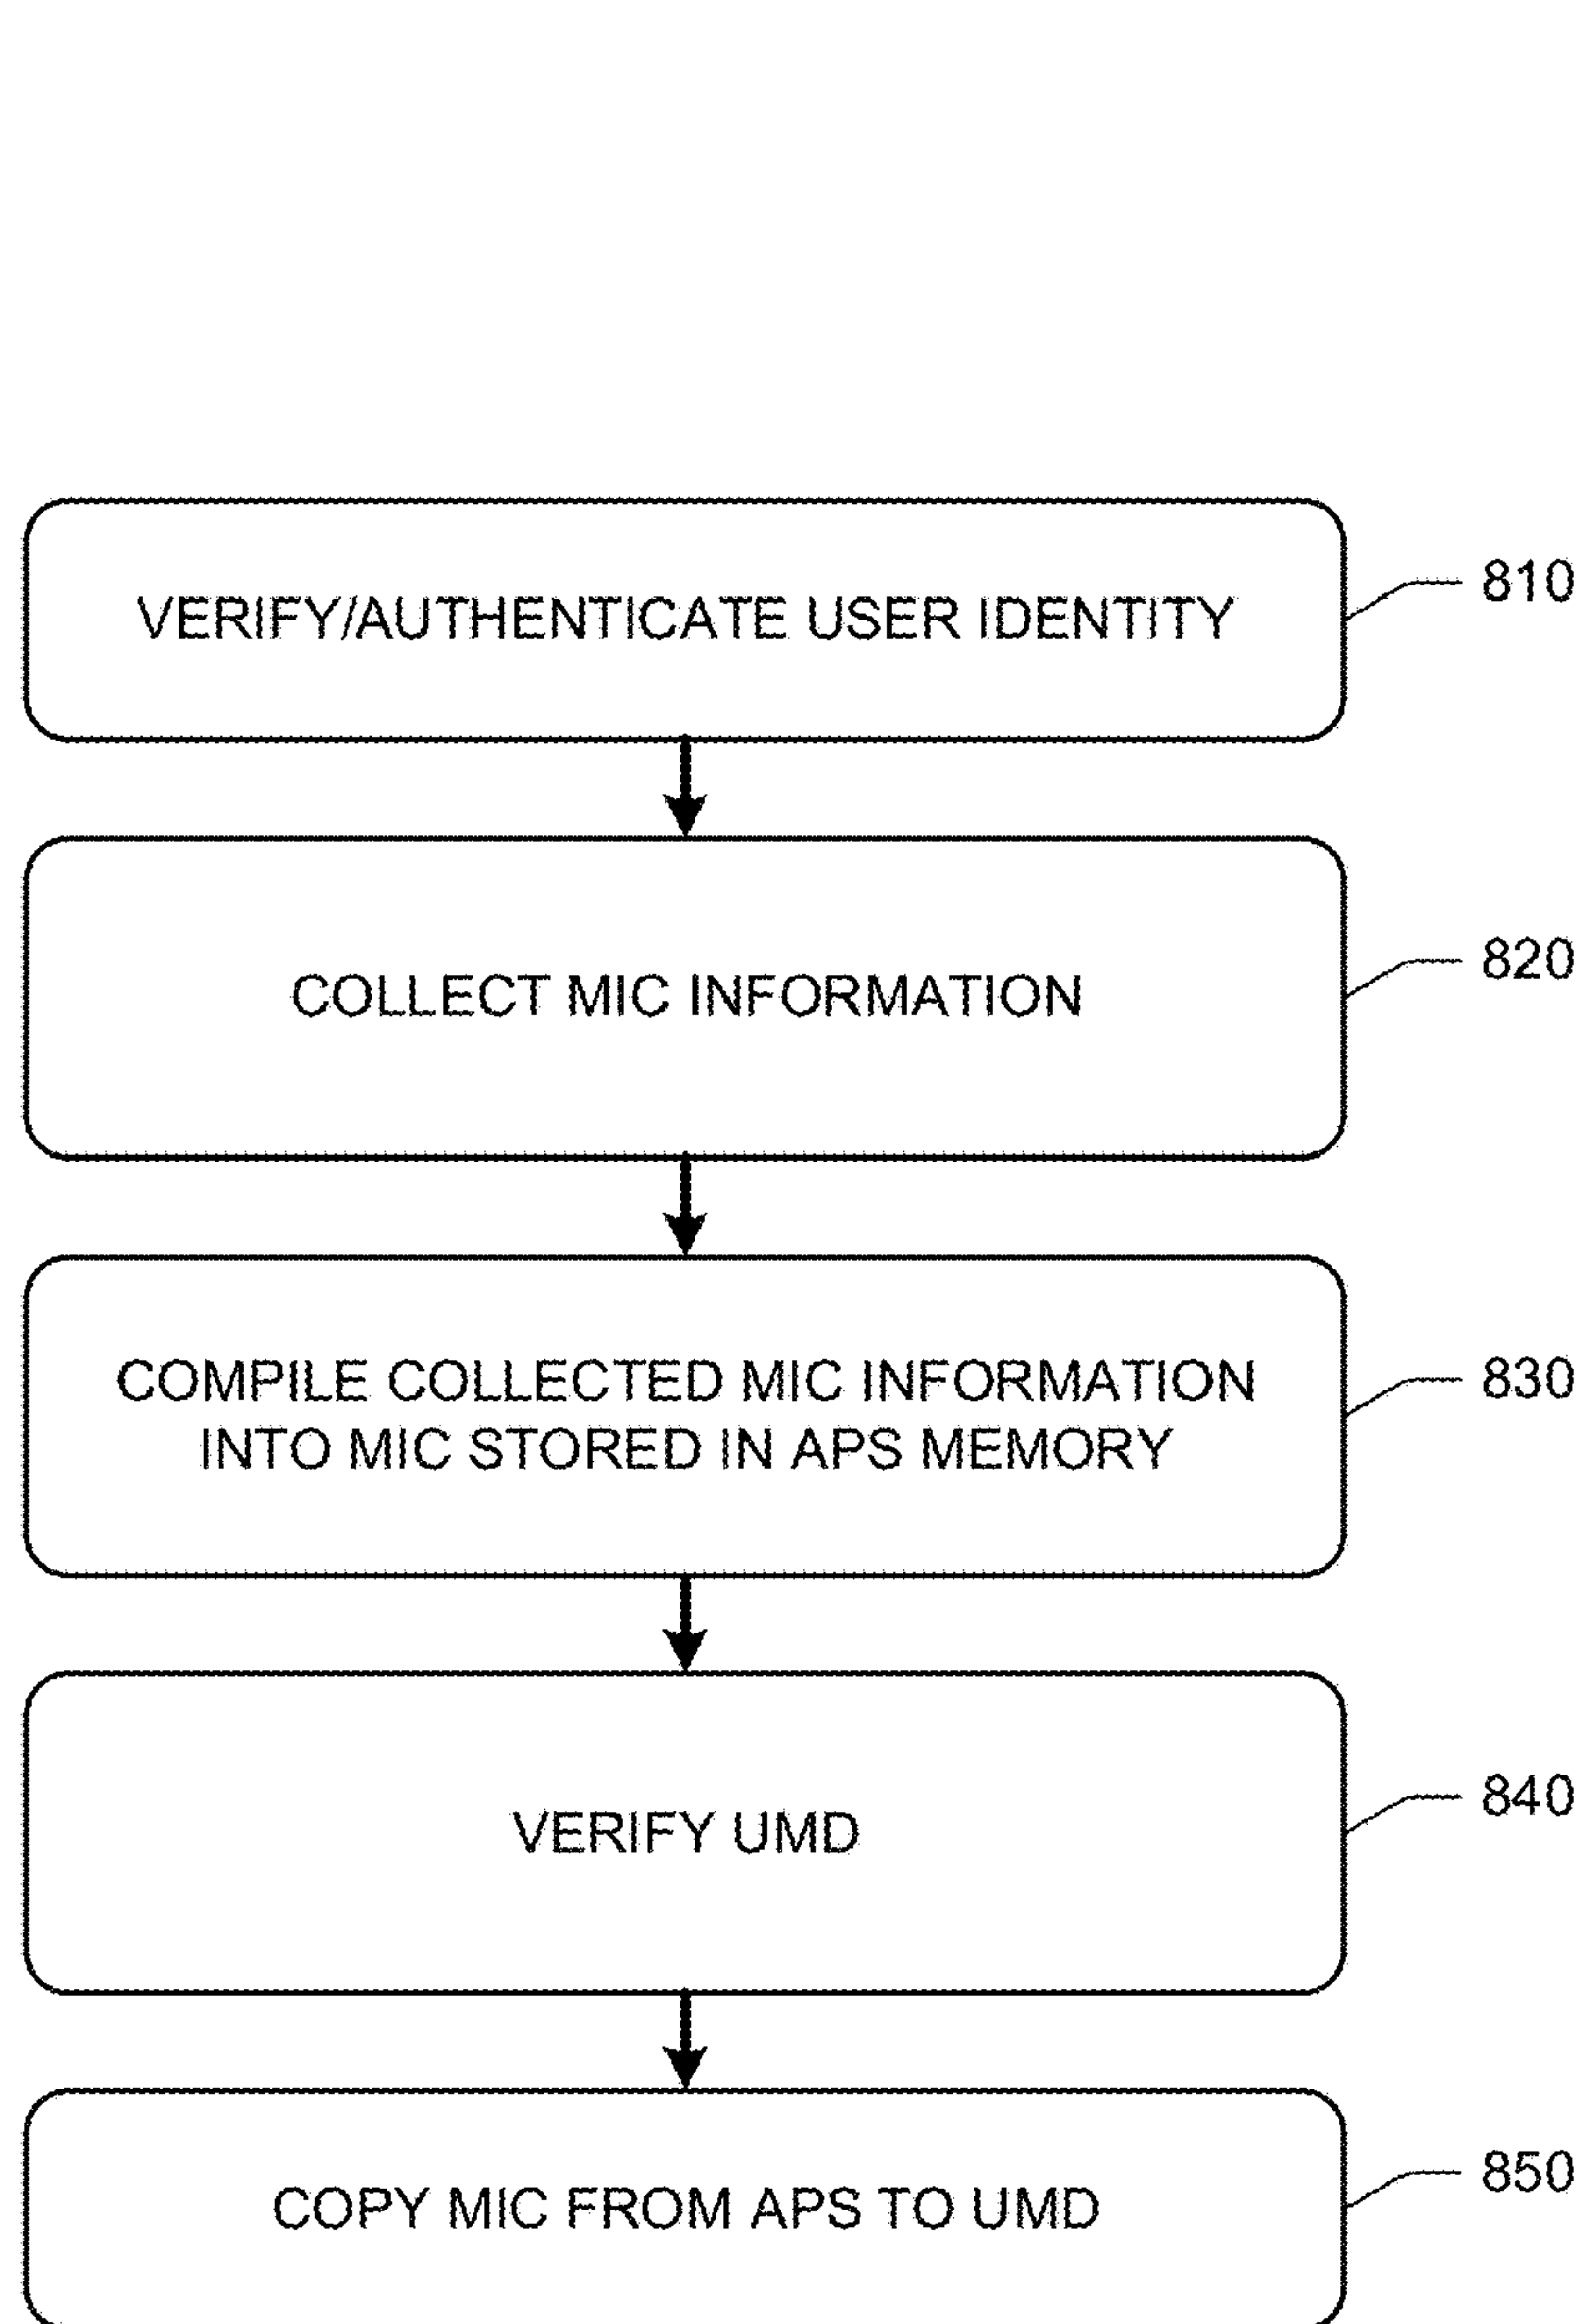 VERIFY/AUTHENTICATE USER IDENTITY
810
COLLECT MIC INFORMATION
820
COMPILE COLLECTED MIC INFORMATION
INTO MIC STORED IN APS MEMORY
830
VERIFY UMD
840
COPY MIC FROM APS TO UMD
850